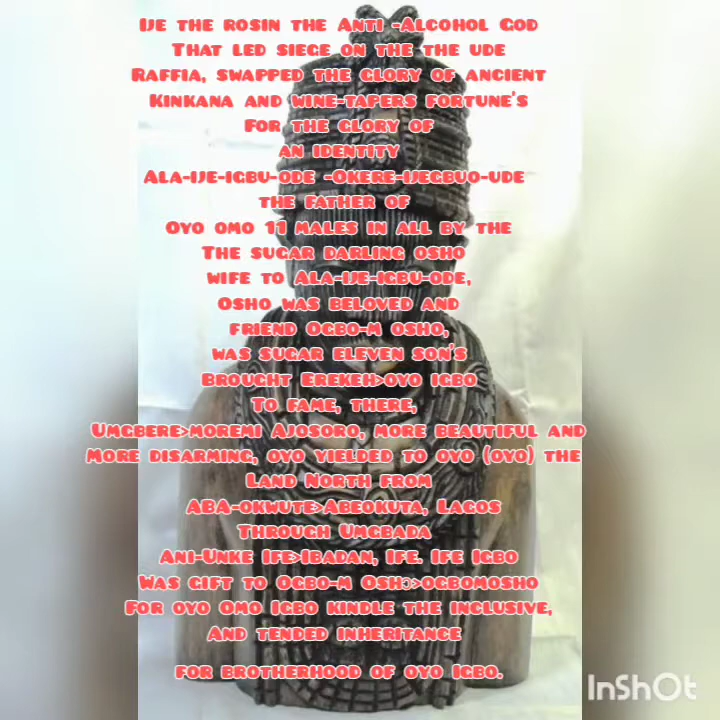 Ije the rosin the Anti -Alcohol God
That led siege on the the ude
Raffia, swapped the glory of ancient
Kinkana and wine-tapers fortune's
For the glory of
an identity
Ala-ije-igbu-ode -Okere-ijegbuo-ude
the father of
Oyo omo 11 males in all by the
The sugar darling osho
wife to Ala-ije-igbu-ode,
Osho was beloved and
friend Ogbo-m osho,
was sugar eleven son's
Brought Erekeh>oyo Igbo
To fame, there,
Umgbere>moremi Ajosoro, more beautiful and
More disarming, oyo yielded to ovo (oyo) the
Land North from
ABA-okwute>Abeokuta, Lagos
Through Umgbada
Ani-Unke Ife>Ibadan, Ife. Ife Igbo
Was gift to Ogbo-m Osho>ogbomosho
for oyo Omo Igbo kindle the inclusive,
And tended inheritance
for brotherhood of oyo Igbo.
InShOt